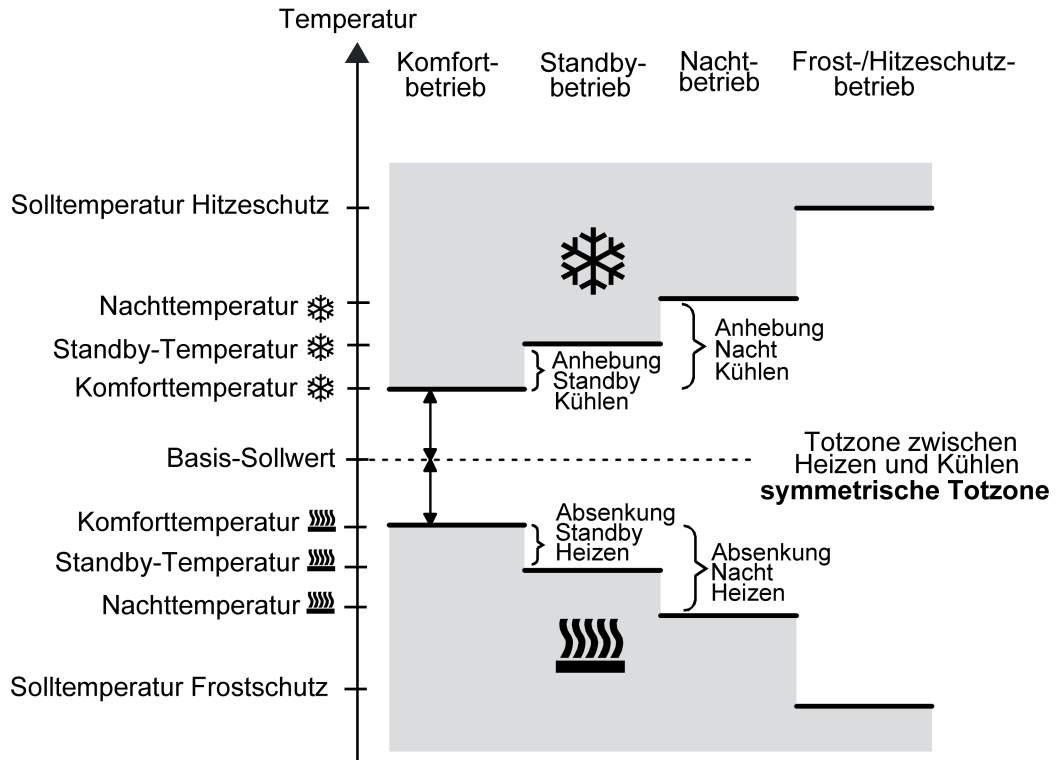 Temperatur
Komfort-
betrieb
Standby-
betrieb
Nacht-
betrieb
Frost-/Hitzeschutz-
betrieb
Solltemperatur Hitzeschutz
Nachttemperatur
Standby-Temperatur
Komforttemperatur
Anhebung
Standby
Kühlen
Anhebung
Nacht
Kühlen
Basis-Sollwert
Totzone zwischen
Heizen und Kühlen
symmetrische Totzone
Komforttemperatur
Standby-Temperatur
Nachttemperatur
Absenkung
Standby
Heizen
Absenkung
Nacht
Heizen
Solltemperatur Frostschutz